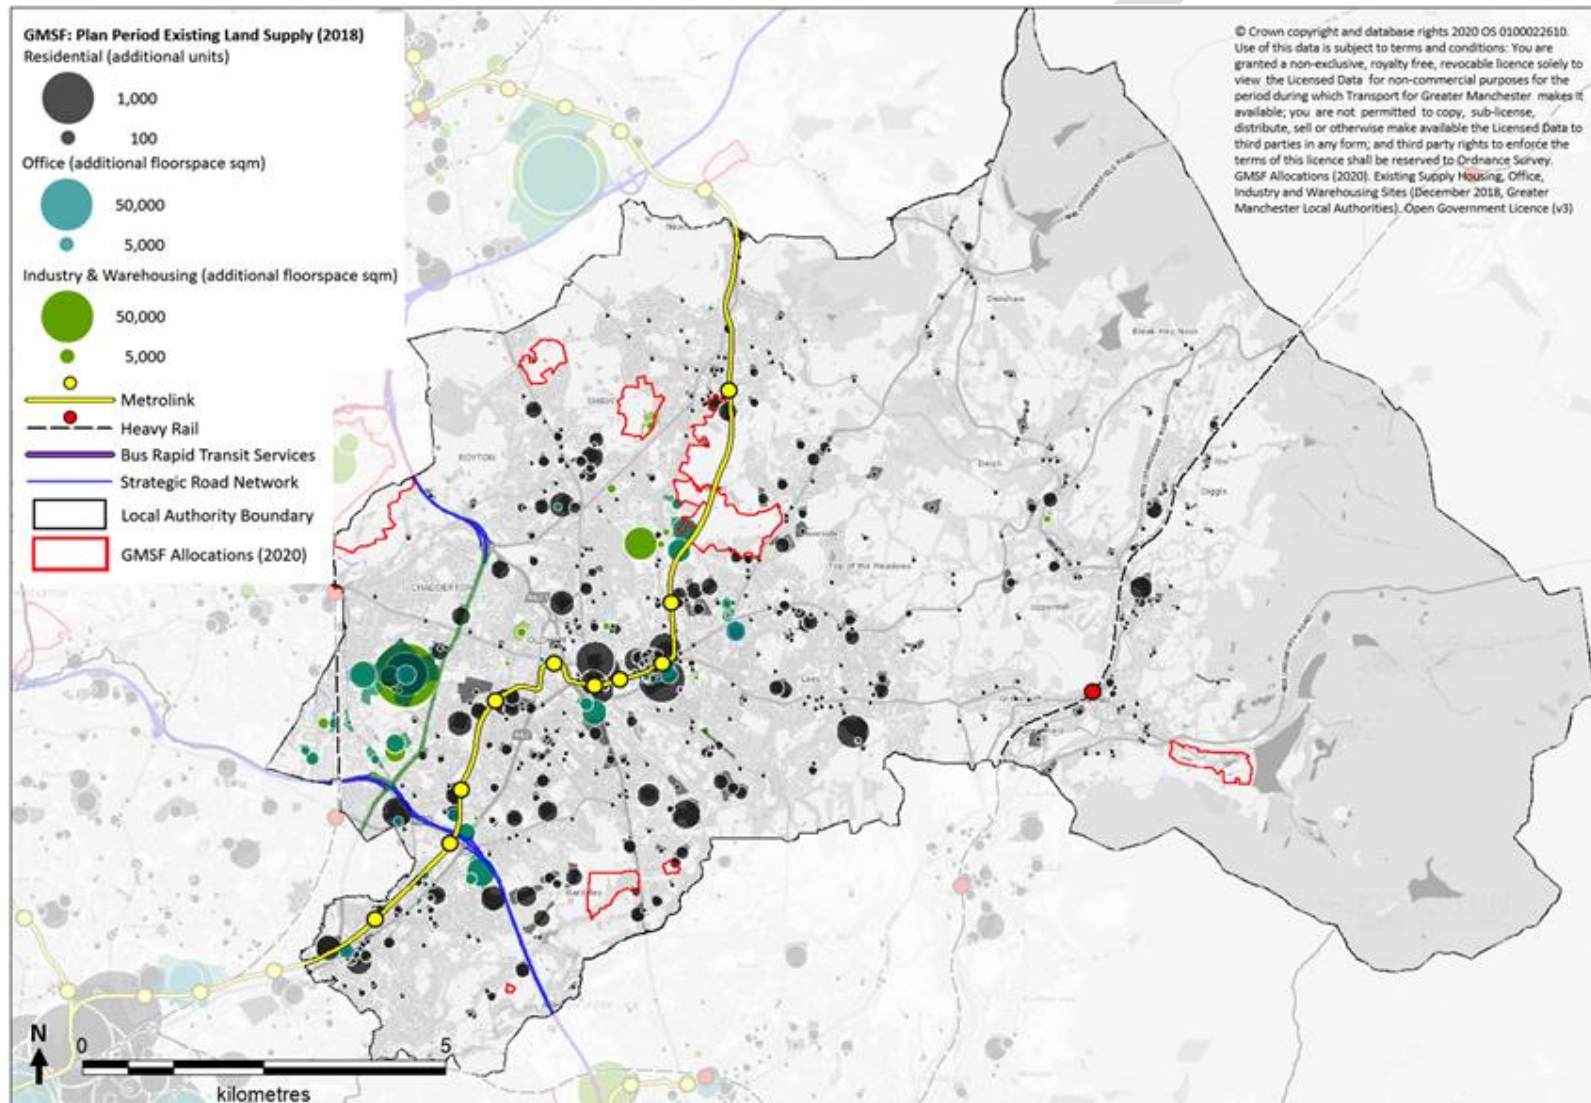 GMSF: Plan Period Existing Land Supply (2018)
Residential (additional units)
1,000
100
Office (additional floorspace sqm)
50,000
5,000
Industry & Warehousing (additional floorspace sqm)
50,000
5,000
Metrolink
Heavy Rail
Bus Rapid Transit Services
Strategic Road Network
Local Authority Boundary
GMSF Allocations (2020)
© Crown copyright and database rights 2020 OS 0100022610.
Use of this data is subject to terms and conditions: You are
granted a non-exclusive, royalty free, revocable licence solely to
view the Licensed Data for non-commercial purposes for the
period during which Transport for Greater Manchester makes it
available; you are not permitted to copy, sub-license,
distribute, sell or otherwise make available the Licensed Data to
third parties in any form; and third party rights to enforce the
terms of this licence shall be reserved to Ordnance Survey.
GMSF Allocations (2020). Existing Supply Housing, Office,
Industry and Warehousing Sites (December 2018, Greater
Manchester Local Authorities). Open Government Licence (v3)
Denshaw
SHAW
ROYTON
Delph
Diggle
CHADDERTON
Top of the Meadows
Uppermill
Lees
N
0
5
kilometres